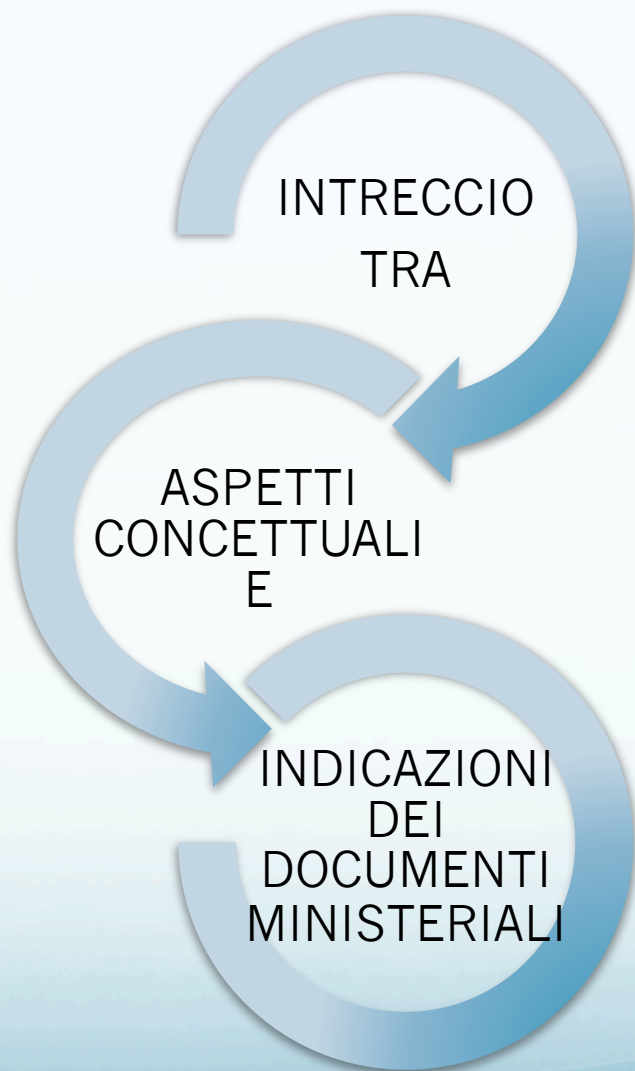 INTRECCIO
TRA
ASPETTI
CONCETTUALI
E
INDICAZIONI
DEI
DOCUMENTI
MINISTERIALI